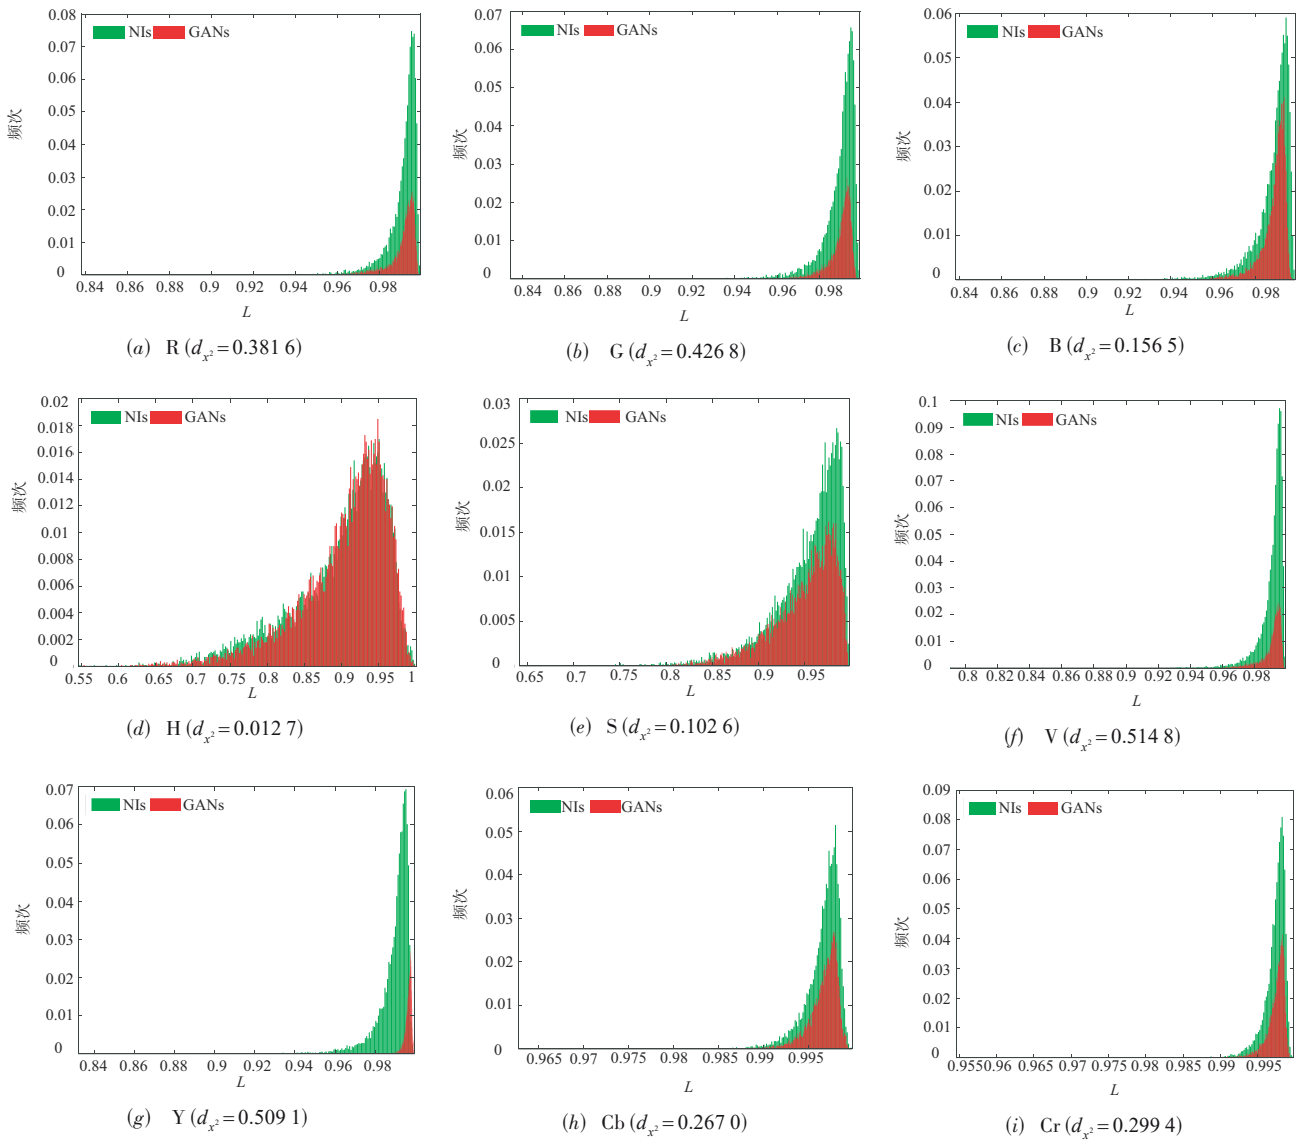 0.08
NIs GANs
0.07
0.06
0.05
频次
0.04
0.03
0.02
0.01
0
0.84 0.86 0.88 0.9 0.92 0.94 0.96 0.98
L
(a) R (d_{x²}=0.381 6)
0.07
NIs GANs
0.06
0.05
0.04
频次
0.03
0.02
0.01
0
0.84 0.86 0.88 0.9 0.92 0.94 0.96 0.98
L
(b) G (d_{x²}=0.426 8)
0.06
NIs GANs
0.05
0.04
频次
0.03
0.02
0.01
0
0.84 0.86 0.88 0.9 0.92 0.94 0.96 0.98
L
(c) B (d_{x²}=0.156 5)
0.02
NIs GANs
0.018
0.016
0.014
频次
0.012
0.01
0.008
0.006
0.004
0.002
0
0.55 0.6 0.65 0.7 0.75 0.8 0.85 0.9 0.95 1
L
(d) H (d_{x²}=0.012 7)
0.03
NIs GANs
0.025
0.02
频次
0.015
0.01
0.005
0
0.65 0.7 0.75 0.8 0.85 0.9 0.95
L
(e) S (d_{x²}=0.102 6)
0.1
NIs GANs
0.09
0.08
0.07
0.06
频次
0.05
0.04
0.03
0.02
0.01
0
0.8 0.82 0.84 0.86 0.88 0.9 0.92 0.94 0.96 0.98
L
(f) V (d_{x²}=0.514 8)
0.07
NIs GANs
0.06
0.05
0.04
频次
0.03
0.02
0.01
0
0.84 0.86 0.88 0.9 0.92 0.94 0.96 0.98
L
(g) Y (d_{x²}=0.509 1)
0.06
NIs GANs
0.05
0.04
频次
0.03
0.02
0.01
0
0.965 0.97 0.975 0.98 0.985 0.99 0.995
L
(h) Cb (d_{x²}=0.267 0)
0.09
NIs GANs
0.08
0.07
0.06
0.05
频次
0.04
0.03
0.02
0.01
0
0.955 0.96 0.965 0.97 0.975 0.98 0.985 0.99 0.995
L
(i) Cr (d_{x²}=0.299 4)